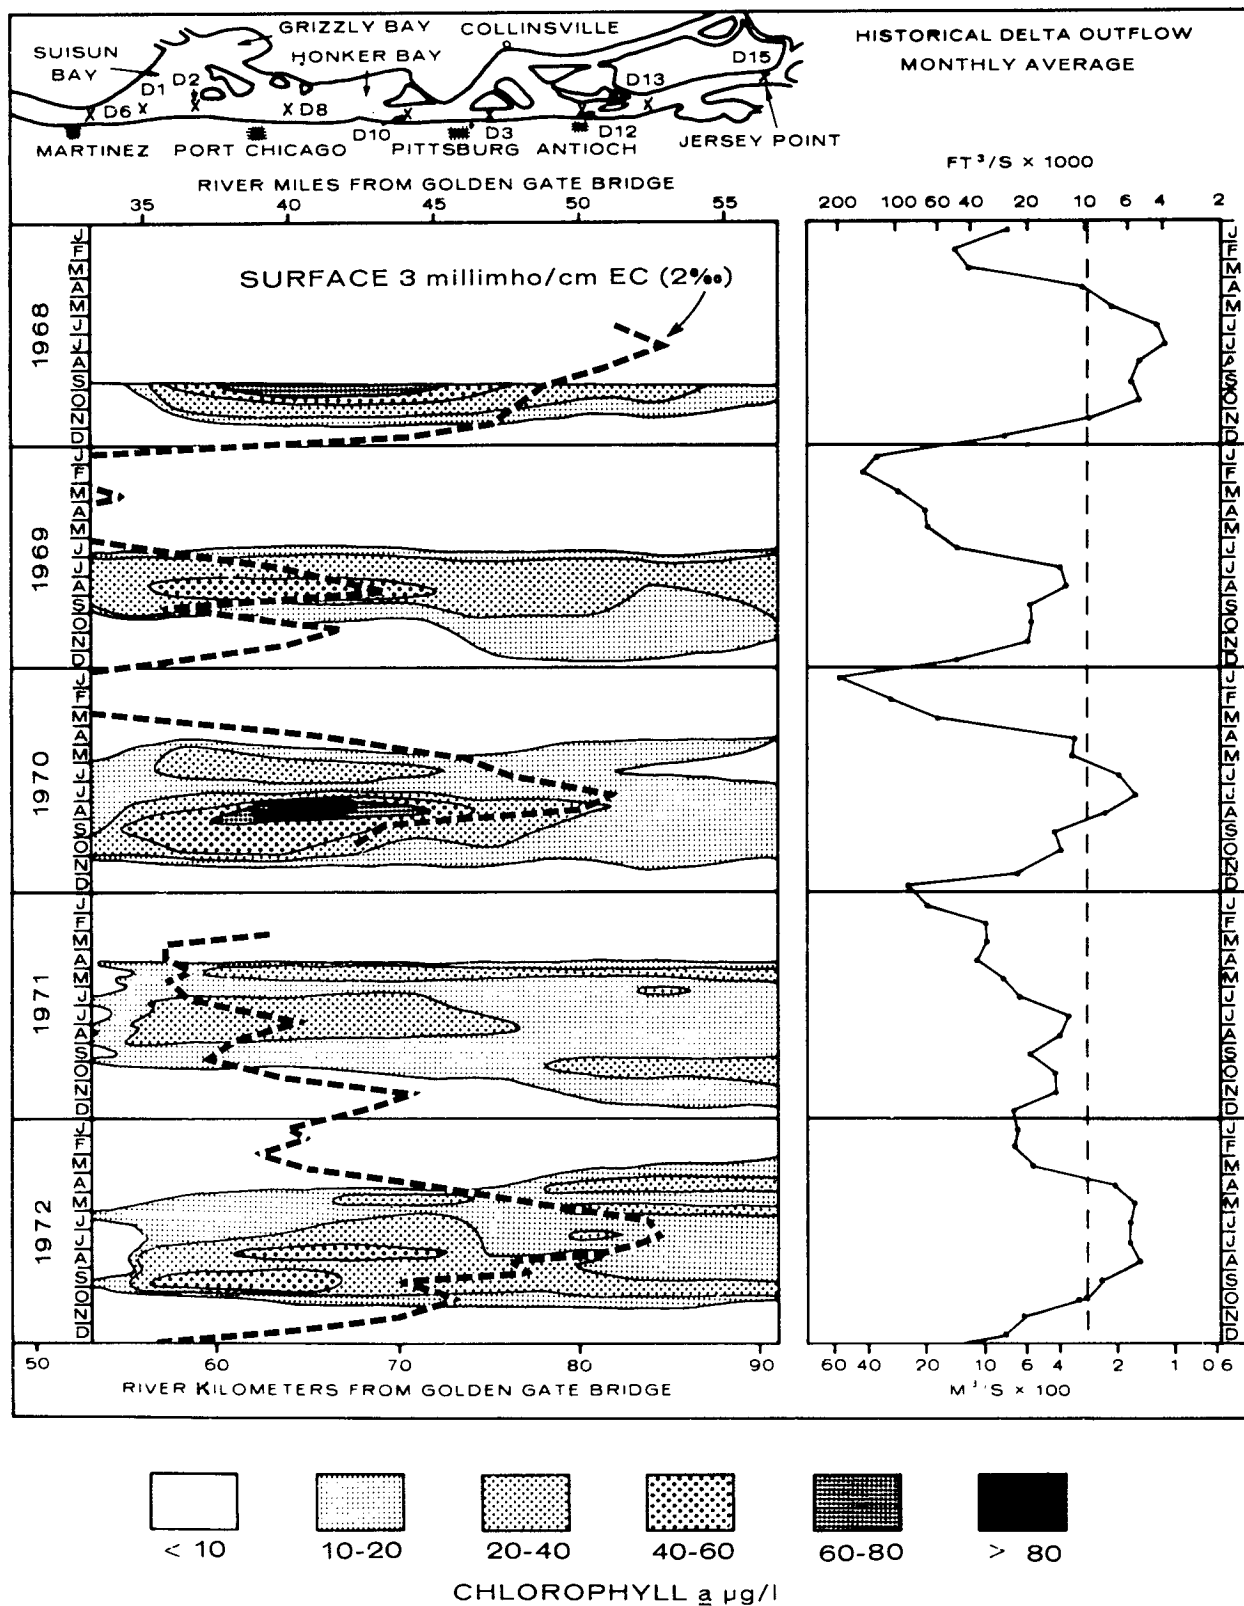 GRIZZLY BAY
COLLINSVILLE
SUISUN
BAY
HONKER BAY
D1
D2
D6
D8
D10
D3
D12
D13
D15
MARTINEZ
PORT CHICAGO
PITTSBURG
ANTIOCH
JERSEY POINT
HISTORICAL DELTA OUTFLOW
MONTHLY AVERAGE
RIVER MILES FROM GOLDEN GATE BRIDGE
35 40 45 50 55
FT³/S × 1000
200 100 60 40 20 10 6 4 2
SURFACE 3 millimho/cm EC (2‰)
1968
J F M A M J J A S O N D
1969
J F M A M J J A S O N D
1970
J F M A M J J A S O N D
1971
J F M A M J J A S O N D
1972
J F M A M J J A S O N D
J F M A M J J A S O N D
J F M A M J J A S O N D
J F M A M J J A S O N D
J F M A M J J A S O N D
J F M A M J J A S O N D
50 60 70 80 90
RIVER KILOMETERS FROM GOLDEN GATE BRIDGE
60 40 20 10 6 4 2 1 0 6
M³/S × 100
< 10
10-20
20-40
40-60
60-80
> 80
CHLOROPHYLL a µg/l